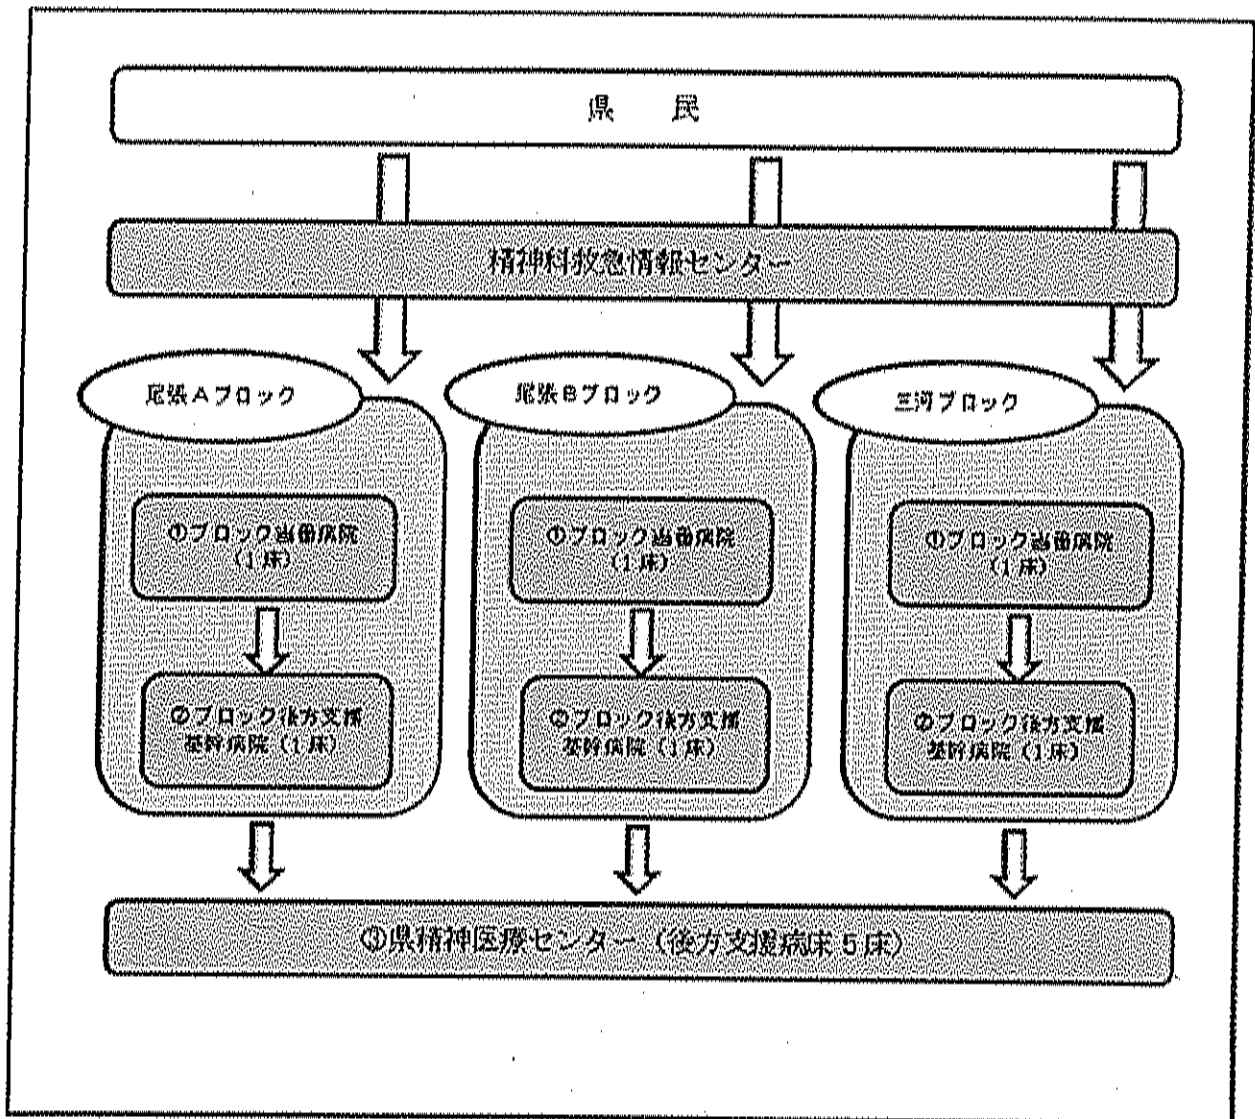 県　民
精神科救急情報センター
尾張Aブロック
尾張Bブロック
三河ブロック
①ブロック当番病院
（1床）
①ブロック当番病院
（1床）
①ブロック当番病院
（1床）
②ブロック後方支援
基幹病院（1床）
②ブロック後方支援
基幹病院（1床）
②ブロック後方支援
基幹病院（1床）
③県精神医療センター（後方支援病床5床）